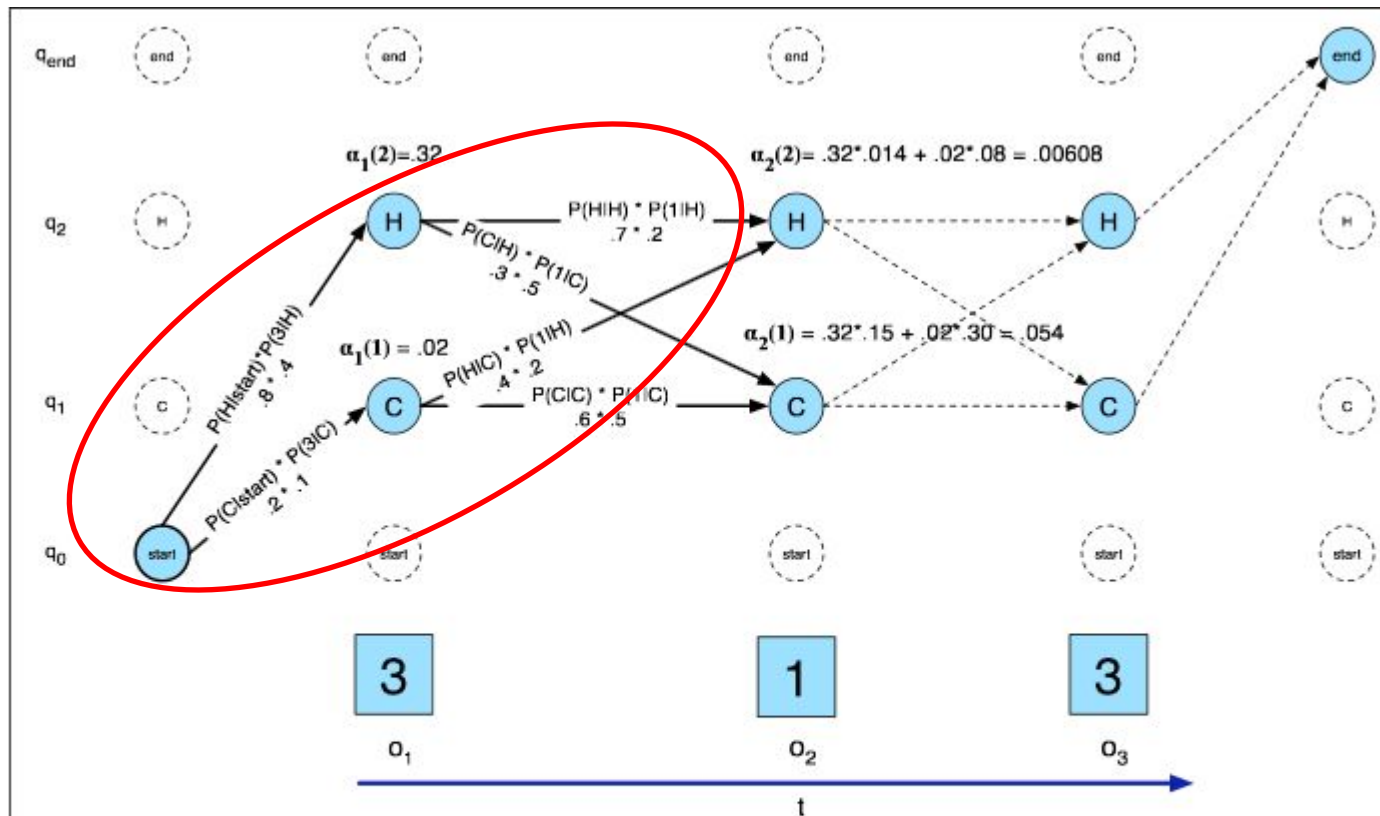 q_end end end end end end
α₁(2)=.32
α₂(2)= .32*.014 + .02*.08 = .00608
q₂ H H H H H
P(H|H) * P(1|H)
.7 * .2
P(C|H) * P(1|C)
.3 * .5
P(H|start)*P(3|H)
.8 * .4
α₁(1) = .02
α₂(1) = .32*.15 + .02*.30 = .054
P(H|C) * P(1|H)
.4 * .2
q₁ C C C C C
P(C|C) * P(1|C)
.6 * .5
P(C|start) * P(3|C)
.2 * .1
q₀ start start start start start
3 1 3
o₁ o₂ o₃
t